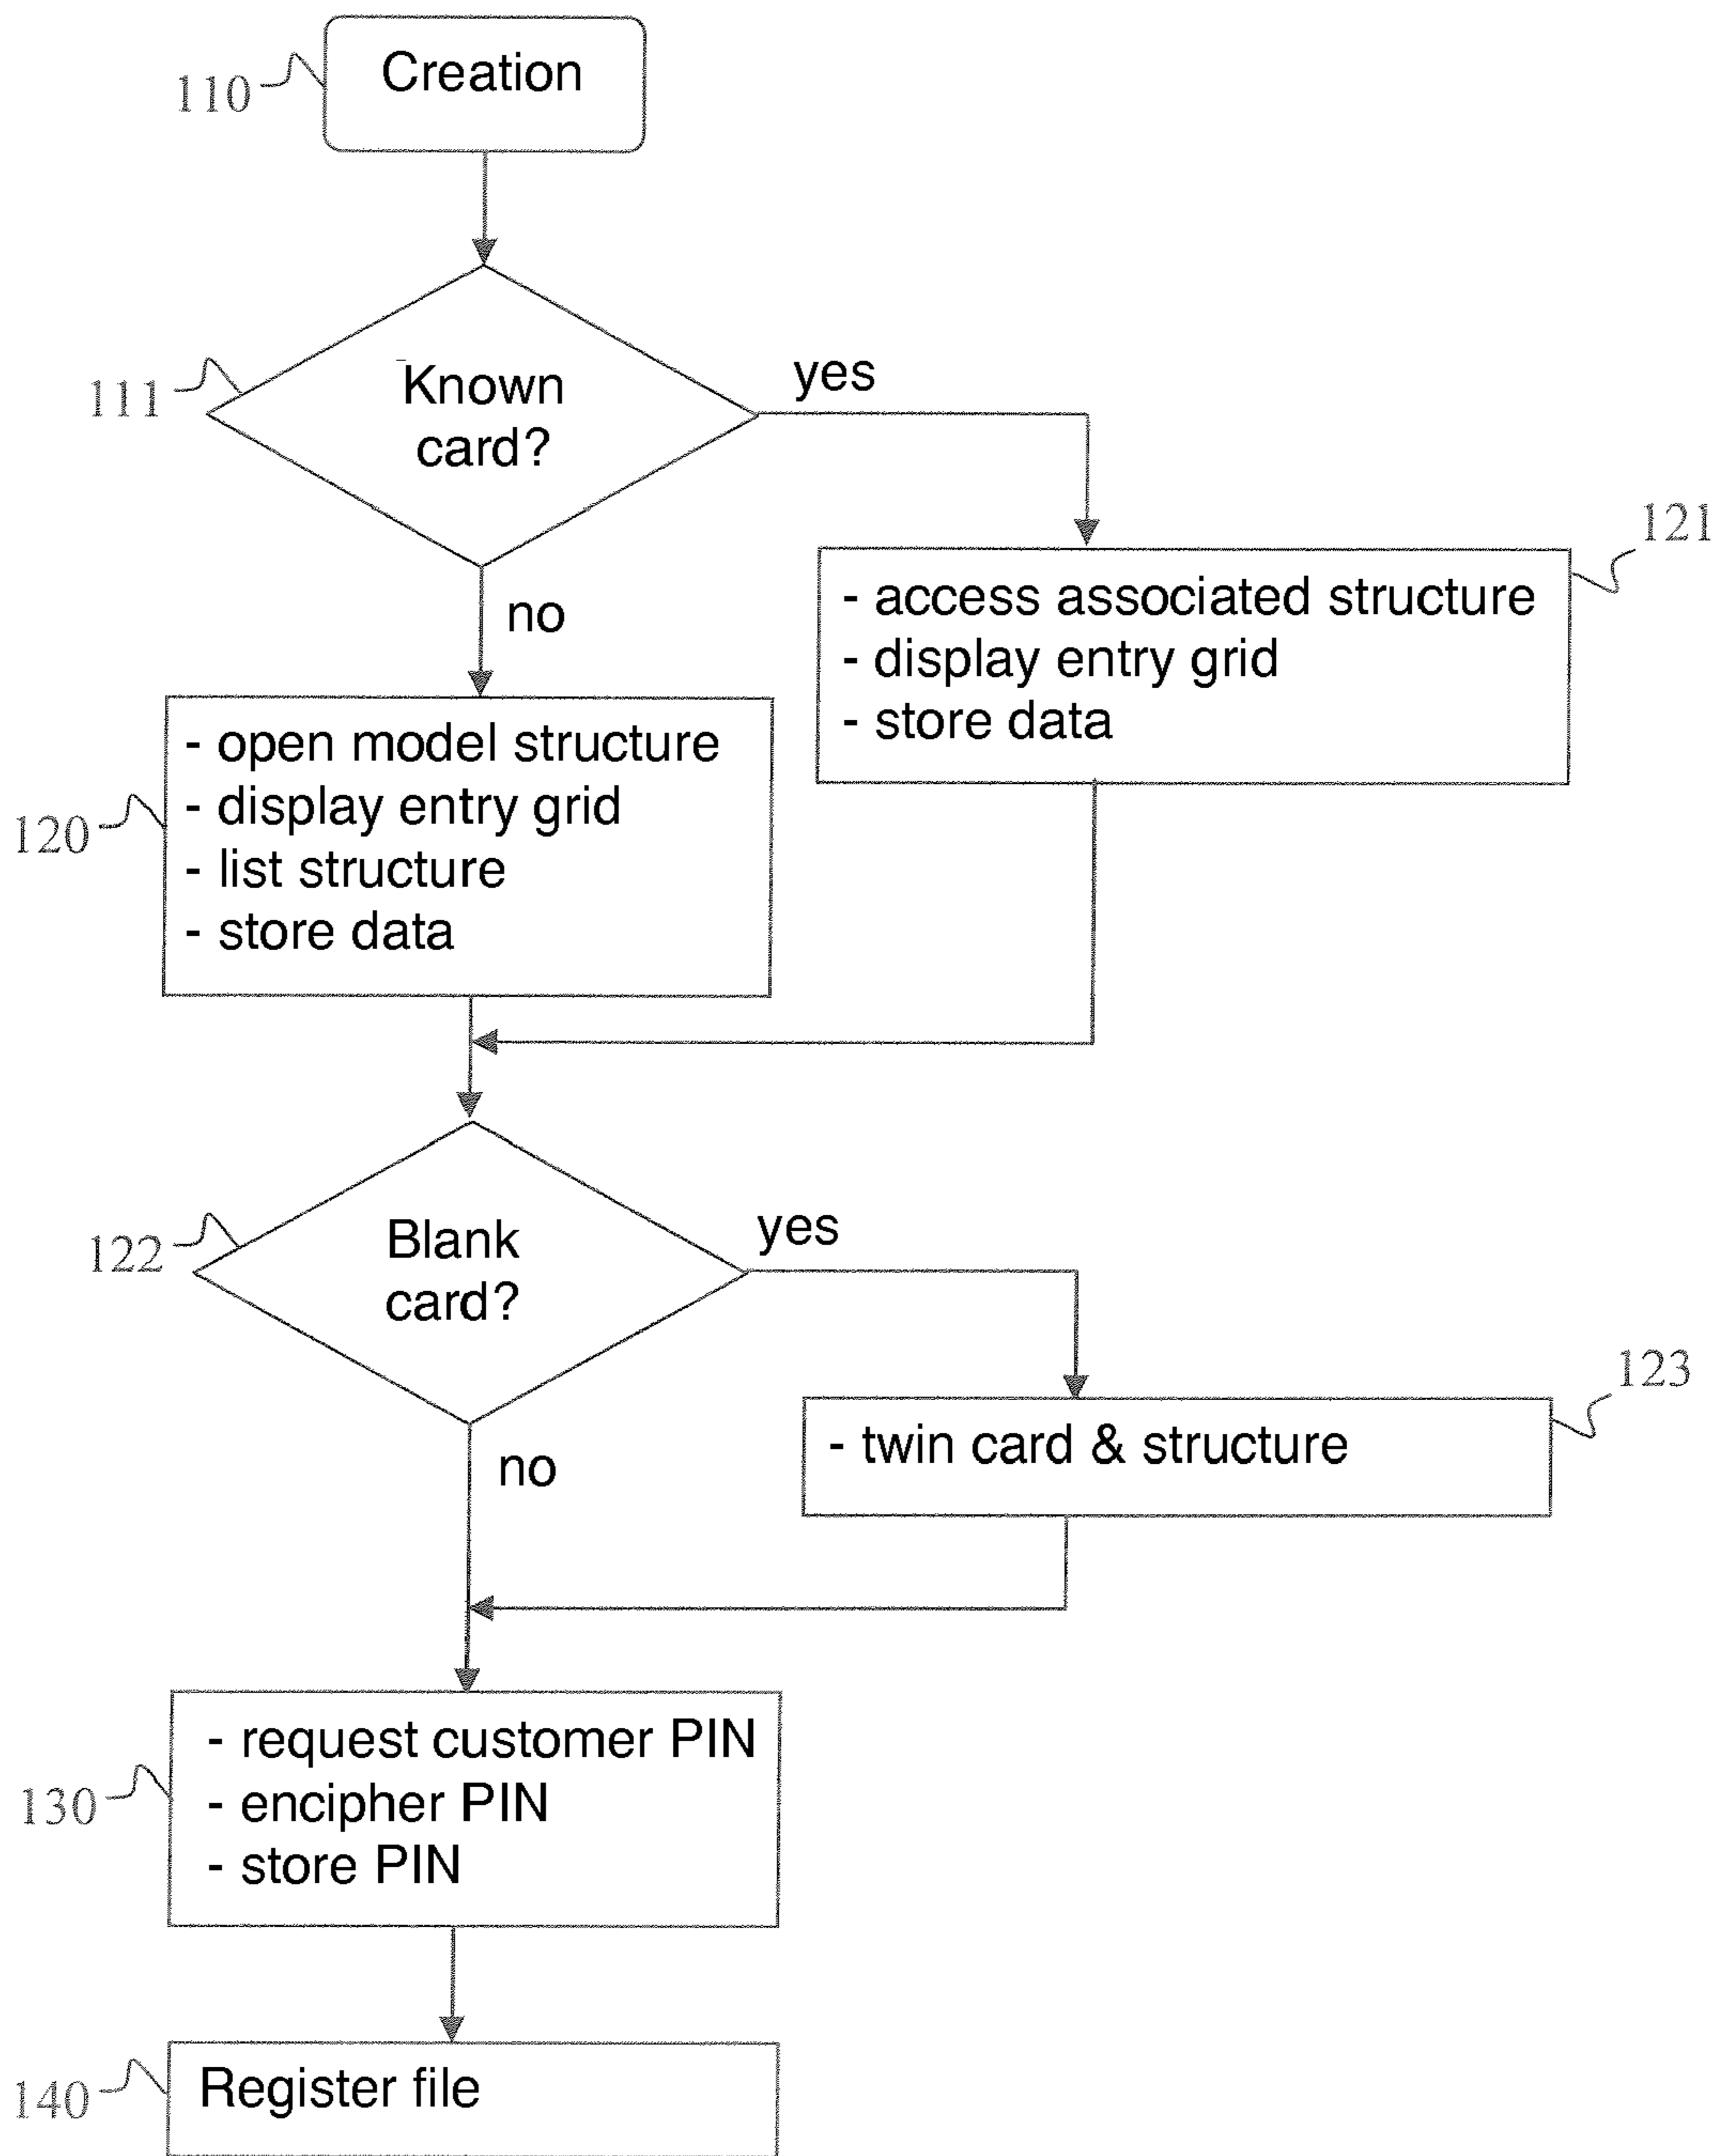 Creation
110
Known
card?
111
yes
no
121
- access associated structure
- display entry grid
- store data
- open model structure
- display entry grid
- list structure
- store data
120
Blank
card?
122
yes
no
123
- twin card & structure
- request customer PIN
- encipher PIN
- store PIN
130
Register file
140